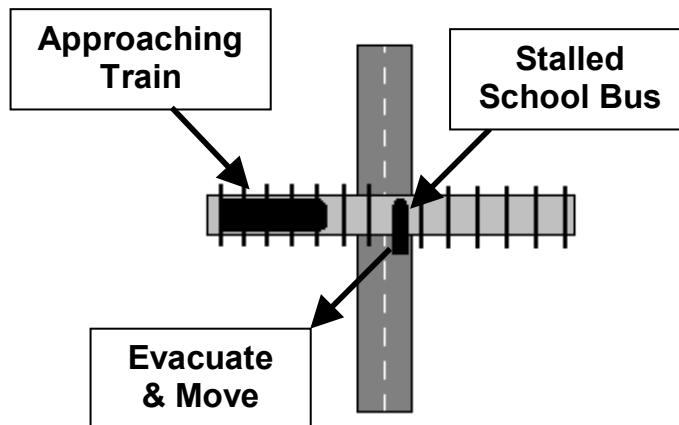 Approaching
Train
Stalled
School Bus
Evacuate
& Move